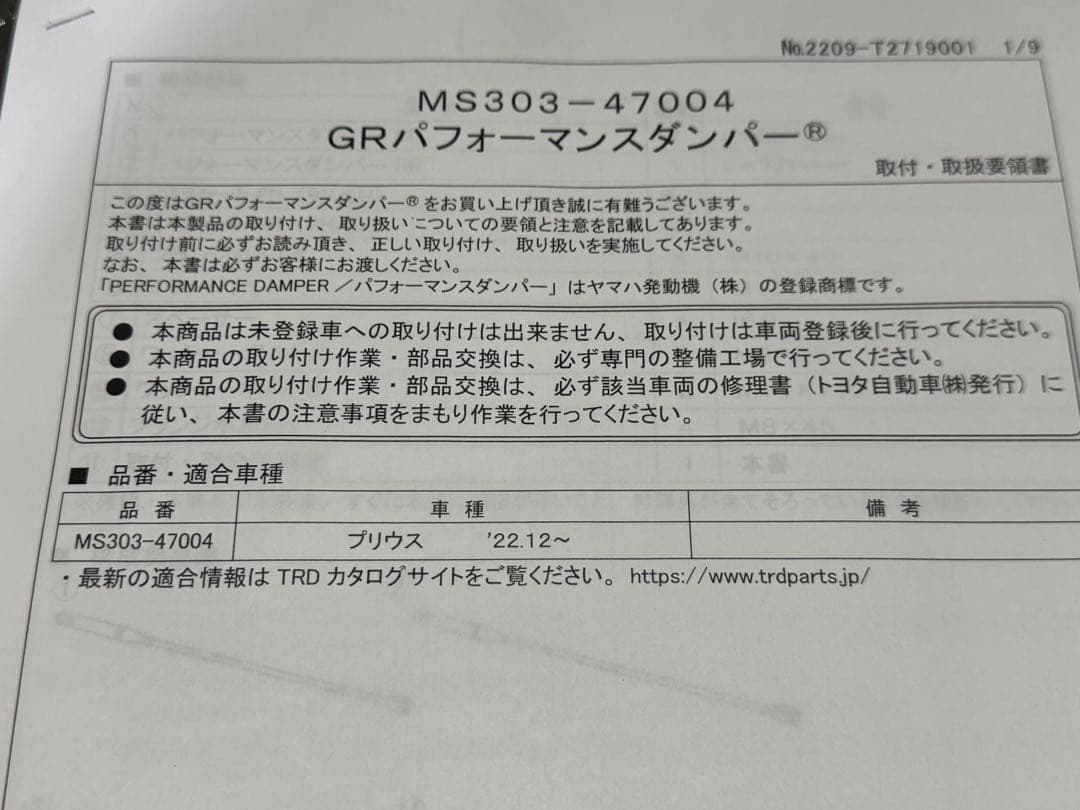 №2209-T2719001 1/9
MS303-47004
GRパフォーマンスダンパー®
取付・取扱要領書
この度はGRパフォーマンスダンパー®をお買い上げ頂き誠に有難うございます。
本書は本製品の取り付け、取り扱いについての要領と注意を記載してあります。
取り付け前に必ずお読み頂き、正しい取り付け、取り扱いを実施してください。
なお、本書は必ずお客様にお渡しください。
「PERFORMANCE DAMPER/パフォーマンスダンパー」はヤマハ発動機(株)の登録商標です。
● 本商品は未登録車への取り付けは出来ません、取り付けは車両登録後に行ってください。
● 本商品の取り付け作業・部品交換は、必ず専門の整備工場で行ってください。
● 本商品の取り付け作業・部品交換は、必ず該当車両の修理書(トヨタ自動車㈱発行)に
従い、本書の注意事項をまもり作業を行ってください。
M8×45
1 本書
■ 品番・適合車種
品番 車種 備考
MS303-47004 プリウス '22.12~
・最新の適合情報は TRD カタログサイトをご覧ください。https://www.trdparts.jp/